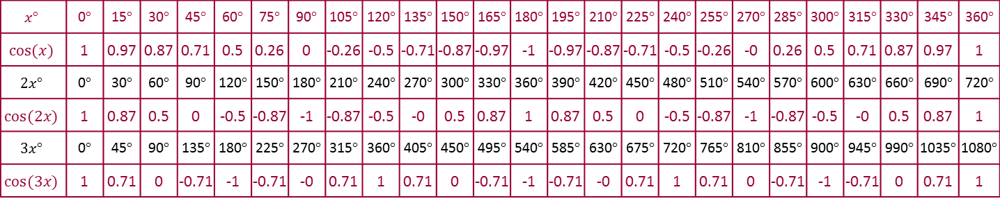 x° 0° 15° 30° 45° 60° 75° 90° 105° 120° 135° 150° 165° 180° 195° 210° 225° 240° 255° 270° 285° 300° 315° 330° 345° 360°
cos(x) 1 0.97 0.87 0.71 0.5 0.26 0 -0.26 -0.5 -0.71 -0.87 -0.97 -1 -0.97 -0.87 -0.71 -0.5 -0.26 -0 0.26 0.5 0.71 0.87 0.97 1
2x° 0° 30° 60° 90° 120° 150° 180° 210° 240° 270° 300° 330° 360° 390° 420° 450° 480° 510° 540° 570° 600° 630° 660° 690° 720°
cos(2x) 1 0.87 0.5 0 -0.5 -0.87 -1 -0.87 -0.5 -0 0.5 0.87 1 0.87 0.5 0 -0.5 -0.87 -1 -0.87 -0.5 -0 0.5 0.87 1
3x° 0° 45° 90° 135° 180° 225° 270° 315° 360° 405° 450° 495° 540° 585° 630° 675° 720° 765° 810° 855° 900° 945° 990° 1035° 1080°
cos(3x) 1 0.71 0 -0.71 -1 -0.71 -0 0.71 1 0.71 0 -0.71 -1 -0.71 -0 0.71 1 0.71 0 -0.71 -1 -0.71 0 0.71 1